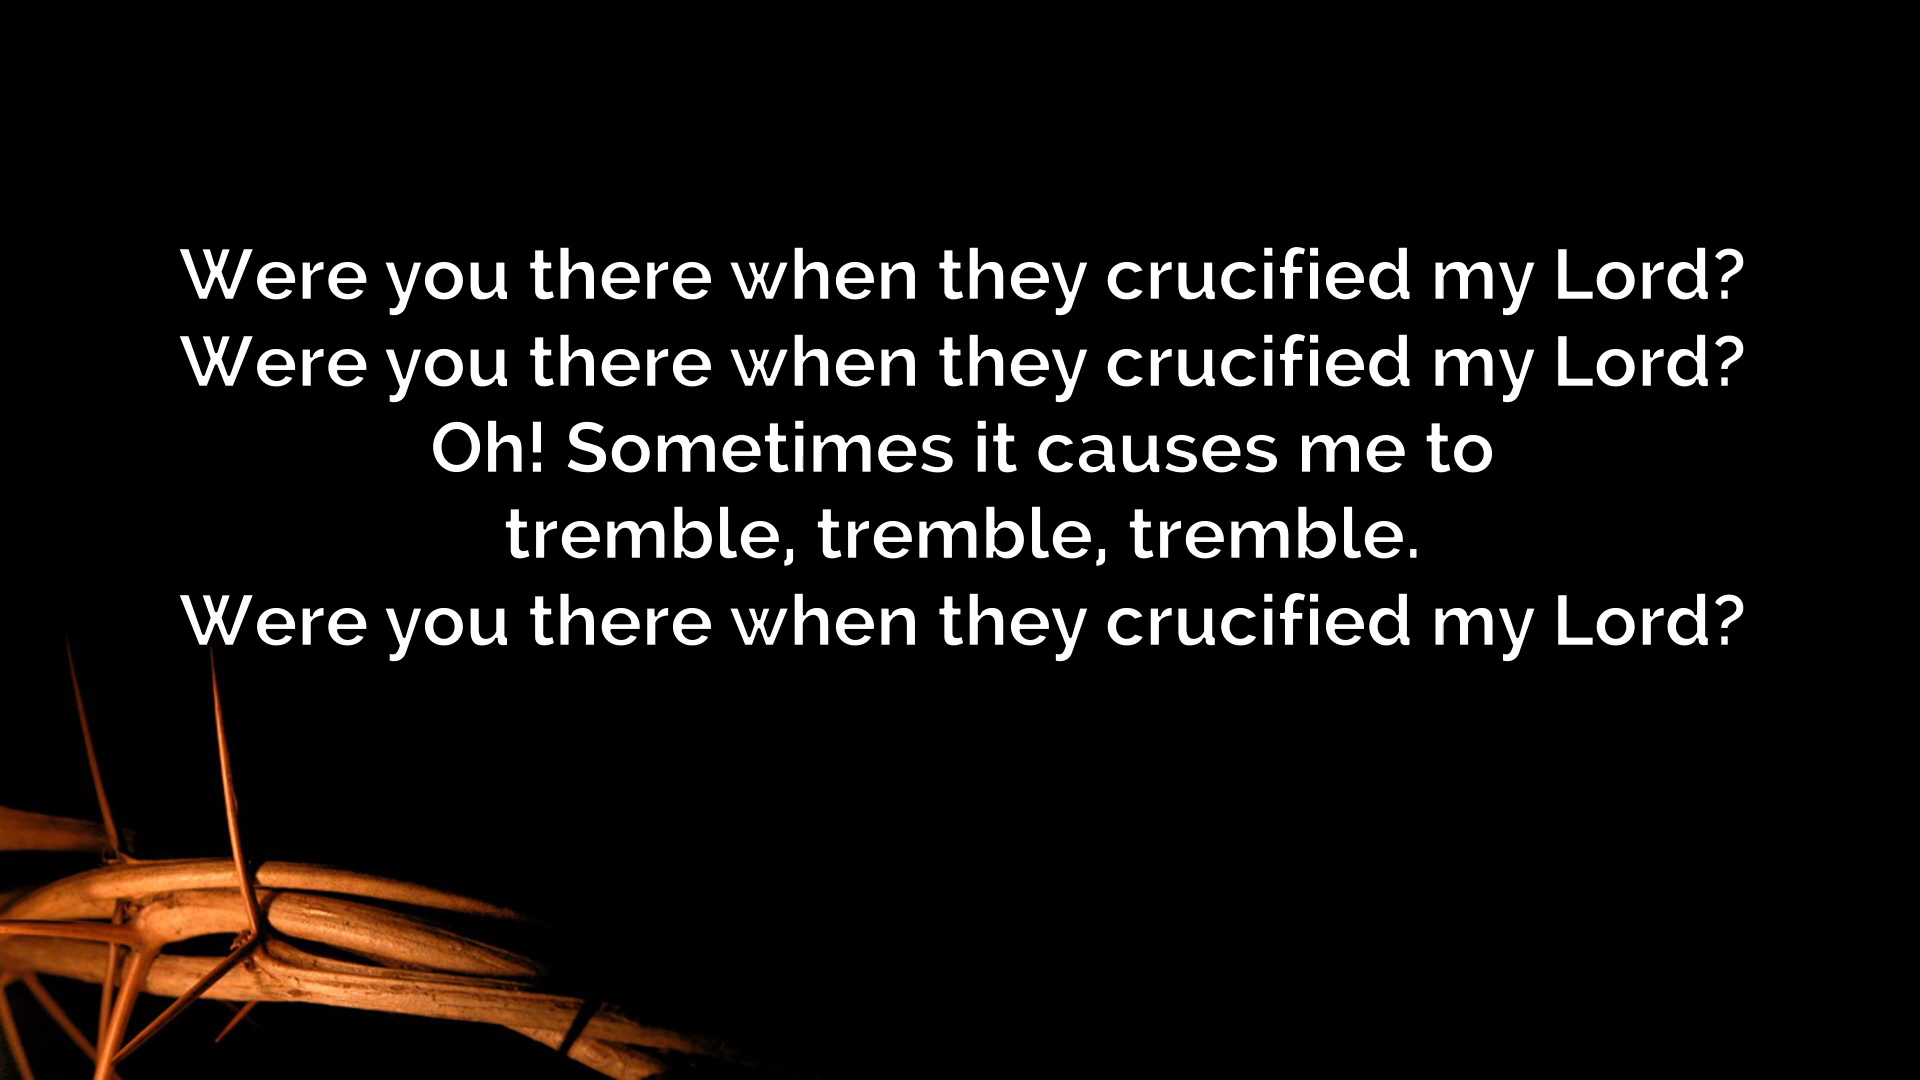 Were you there when they crucified my Lord?
Were you there when they crucified my Lord?
Oh! Sometimes it causes me to
tremble, tremble, tremble.
Were you there when they crucified my Lord?